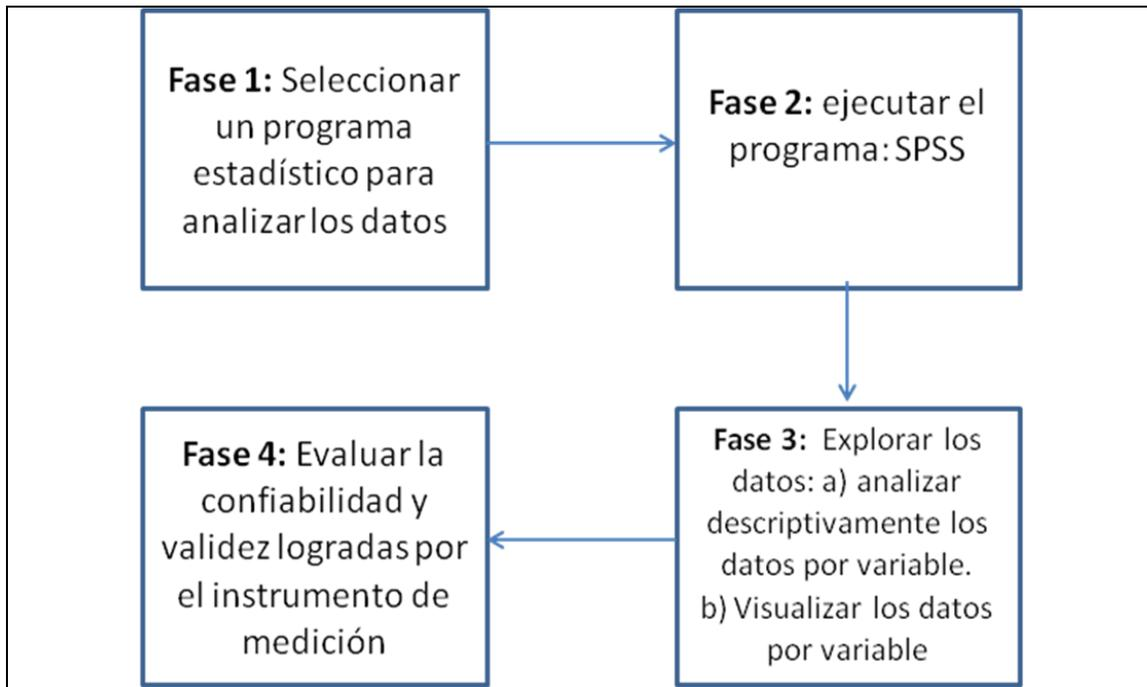 Fase 1: Seleccionar
un programa
estadístico para
analizar los datos
Fase 2: ejecutar el
programa: SPSS
Fase 3: Explorar los
datos: a) analizar
descriptivamente los
datos por variable.
b) Visualizar los datos
por variable
Fase 4: Evaluar la
confiabilidad y
validez logradas por
el instrumento de
medición